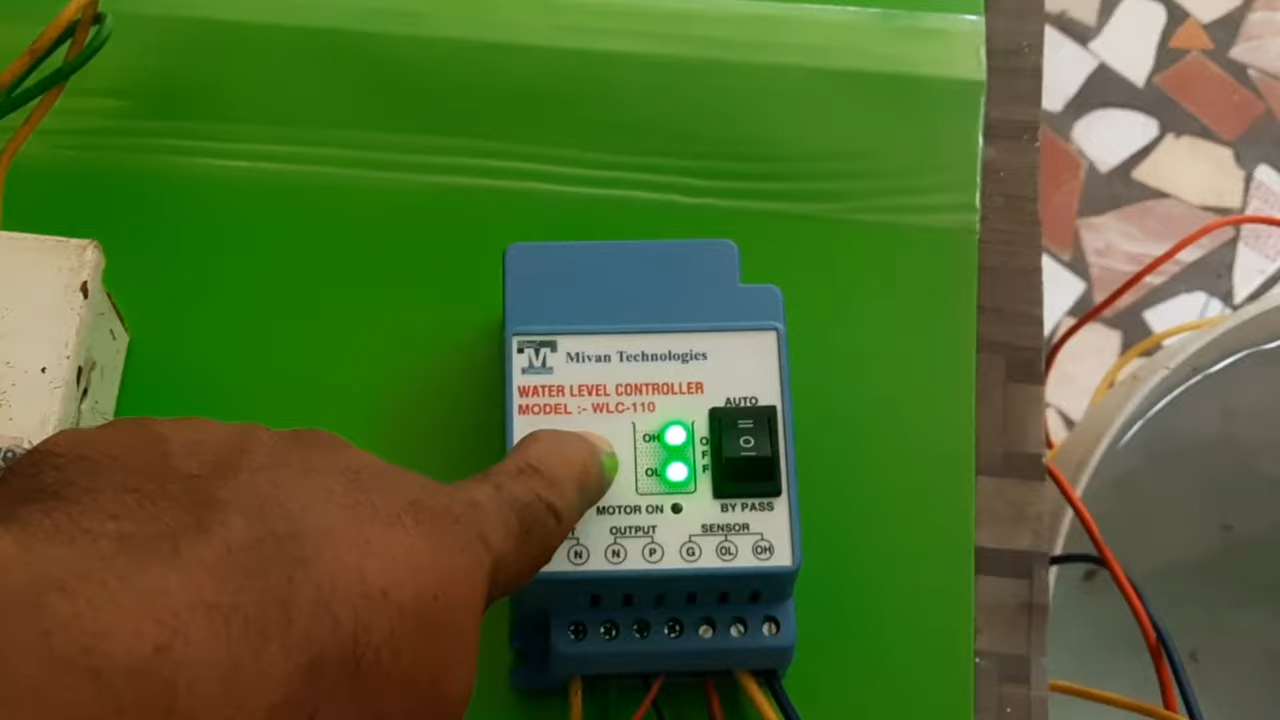 M
Mivan Technologies
WATER LEVEL CONTROLLER
MODEL :- WLC-110
AUTO
OH
OL
OFF
MOTOR ON
BY PASS
OUTPUT
SENSOR
N N P G OL OH